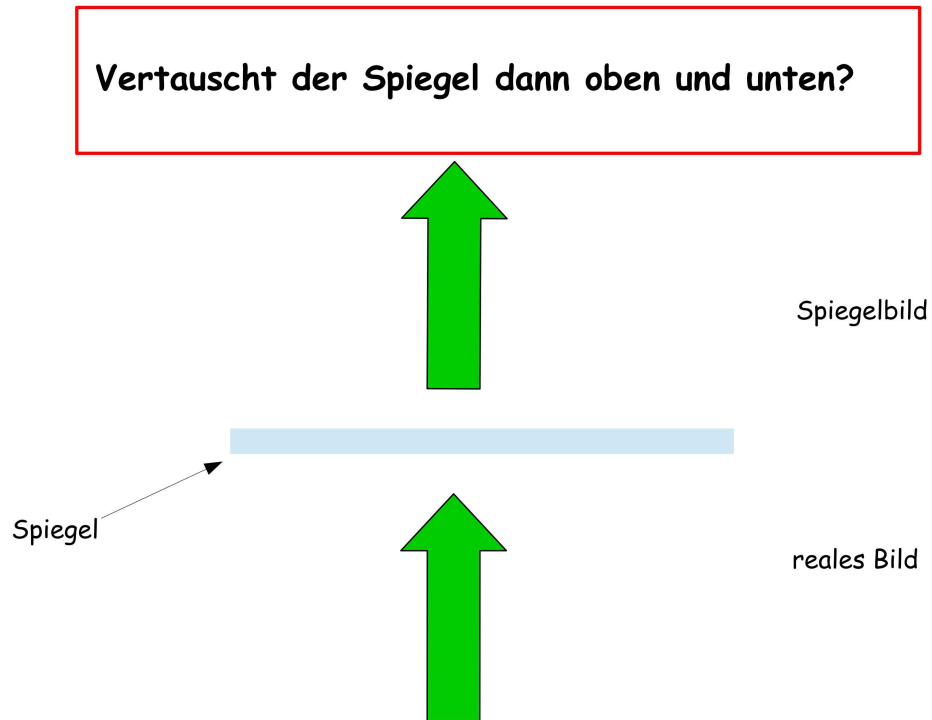 Vertauscht der Spiegel dann oben und unten?
Spiegelbild
Spiegel
reales Bild